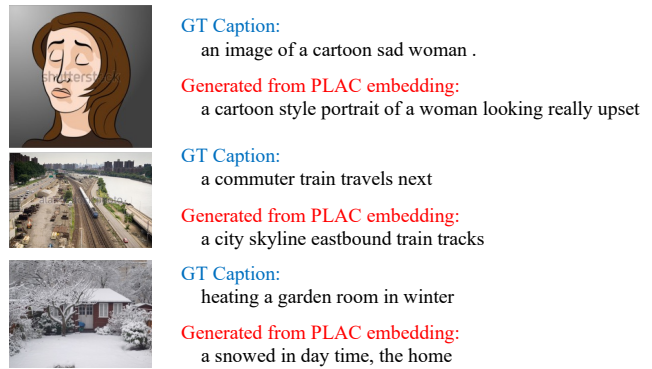 GT Caption:
an image of a cartoon sad woman .
Generated from PLAC embedding:
a cartoon style portrait of a woman looking really upset
GT Caption:
a commuter train travels next
Generated from PLAC embedding:
a city skyline eastbound train tracks
GT Caption:
heating a garden room in winter
Generated from PLAC embedding:
a snowed in day time, the home